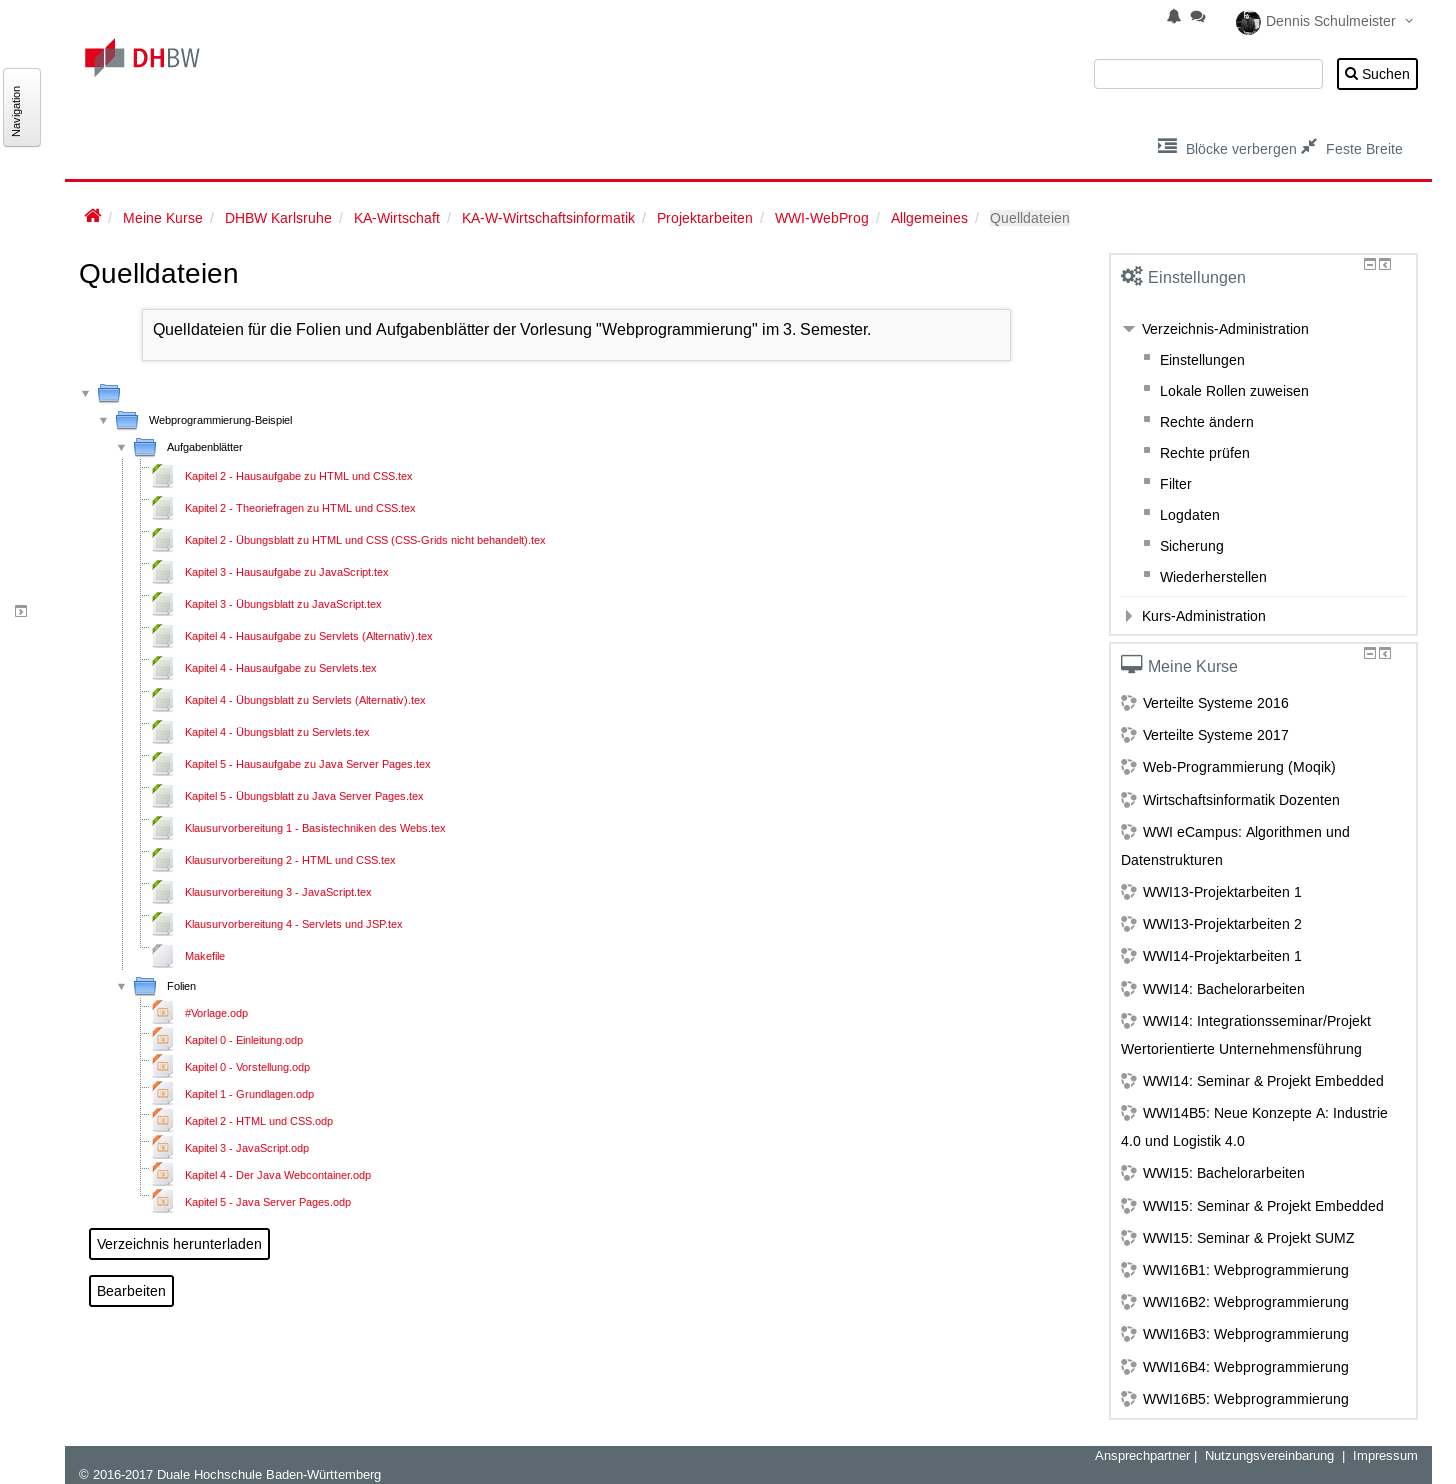 Dennis Schulmeister
DHBW
Suchen
Navigation
Blöcke verbergen Feste Breite
/ Meine Kurse / DHBW Karlsruhe / KA-Wirtschaft / KA-W-Wirtschaftsinformatik / Projektarbeiten / WWI-WebProg / Allgemeines / Quelldateien
Quelldateien
Quelldateien für die Folien und Aufgabenblätter der Vorlesung "Webprogrammierung" im 3. Semester.
Webprogrammierung-Beispiel
Aufgabenblätter
Kapitel 2 - Hausaufgabe zu HTML und CSS.tex
Kapitel 2 - Theoriefragen zu HTML und CSS.tex
Kapitel 2 - Übungsblatt zu HTML und CSS (CSS-Grids nicht behandelt).tex
Kapitel 3 - Hausaufgabe zu JavaScript.tex
Kapitel 3 - Übungsblatt zu JavaScript.tex
Kapitel 4 - Hausaufgabe zu Servlets (Alternativ).tex
Kapitel 4 - Hausaufgabe zu Servlets.tex
Kapitel 4 - Übungsblatt zu Servlets (Alternativ).tex
Kapitel 4 - Übungsblatt zu Servlets.tex
Kapitel 5 - Hausaufgabe zu Java Server Pages.tex
Kapitel 5 - Übungsblatt zu Java Server Pages.tex
Klausurvorbereitung 1 - Basistechniken des Webs.tex
Klausurvorbereitung 2 - HTML und CSS.tex
Klausurvorbereitung 3 - JavaScript.tex
Klausurvorbereitung 4 - Servlets und JSP.tex
Makefile
Folien
#Vorlage.odp
Kapitel 0 - Einleitung.odp
Kapitel 0 - Vorstellung.odp
Kapitel 1 - Grundlagen.odp
Kapitel 2 - HTML und CSS.odp
Kapitel 3 - JavaScript.odp
Kapitel 4 - Der Java Webcontainer.odp
Kapitel 5 - Java Server Pages.odp
Verzeichnis herunterladen
Bearbeiten
Einstellungen
Verzeichnis-Administration
Einstellungen
Lokale Rollen zuweisen
Rechte ändern
Rechte prüfen
Filter
Logdaten
Sicherung
Wiederherstellen
Kurs-Administration
Meine Kurse
Verteilte Systeme 2016
Verteilte Systeme 2017
Web-Programmierung (Moqik)
Wirtschaftsinformatik Dozenten
WWI eCampus: Algorithmen und
Datenstrukturen
WWI13-Projektarbeiten 1
WWI13-Projektarbeiten 2
WWI14-Projektarbeiten 1
WWI14: Bachelorarbeiten
WWI14: Integrationsseminar/Projekt
Wertorientierte Unternehmensführung
WWI14: Seminar & Projekt Embedded
WWI14B5: Neue Konzepte A: Industrie
4.0 und Logistik 4.0
WWI15: Bachelorarbeiten
WWI15: Seminar & Projekt Embedded
WWI15: Seminar & Projekt SUMZ
WWI16B1: Webprogrammierung
WWI16B2: Webprogrammierung
WWI16B3: Webprogrammierung
WWI16B4: Webprogrammierung
WWI16B5: Webprogrammierung
Ansprechpartner | Nutzungsvereinbarung | Impressum
© 2016-2017 Duale Hochschule Baden-Württemberg